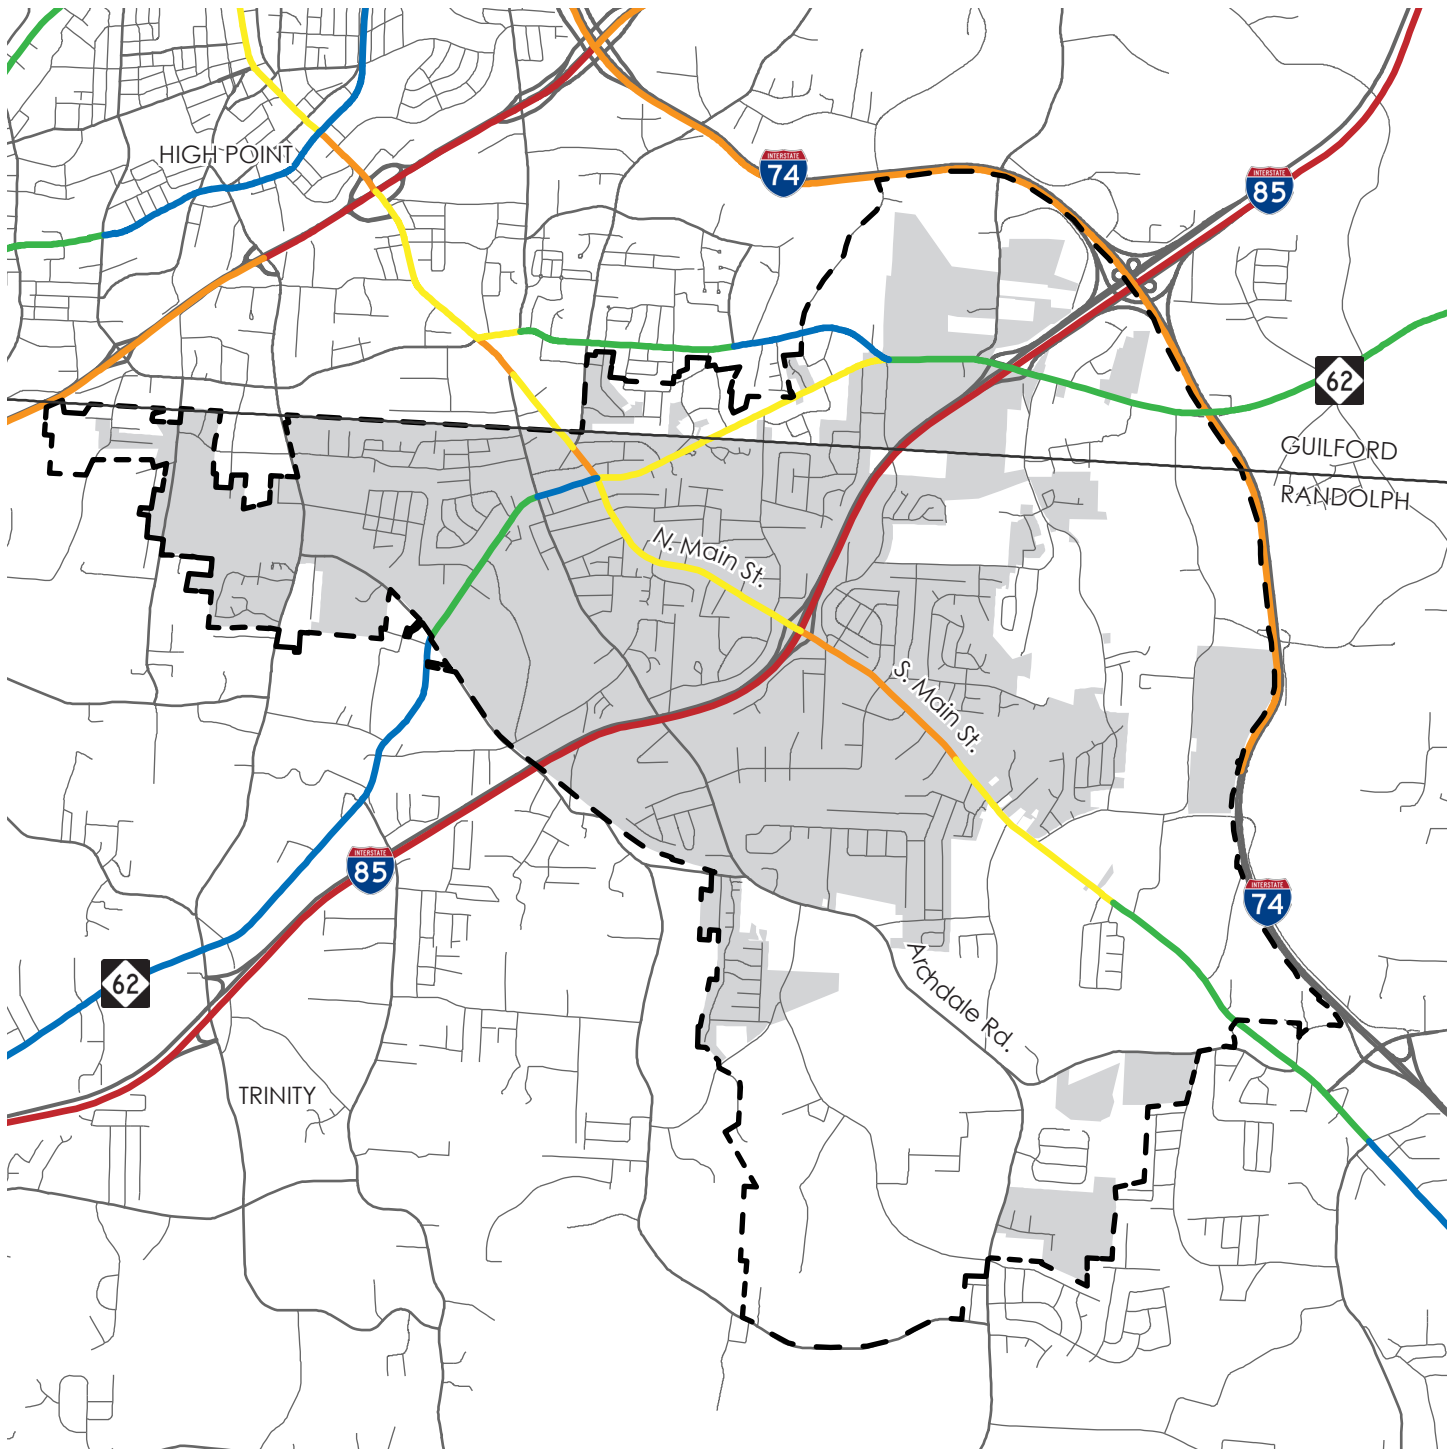 HIGH POINT
INTERSTATE
74
INTERSTATE
85
62
GUILFORD
RANDOLPH
N. Main St.
S. Main St.
INTERSTATE
85
INTERSTATE
74
Archdale Rd.
62
TRINITY